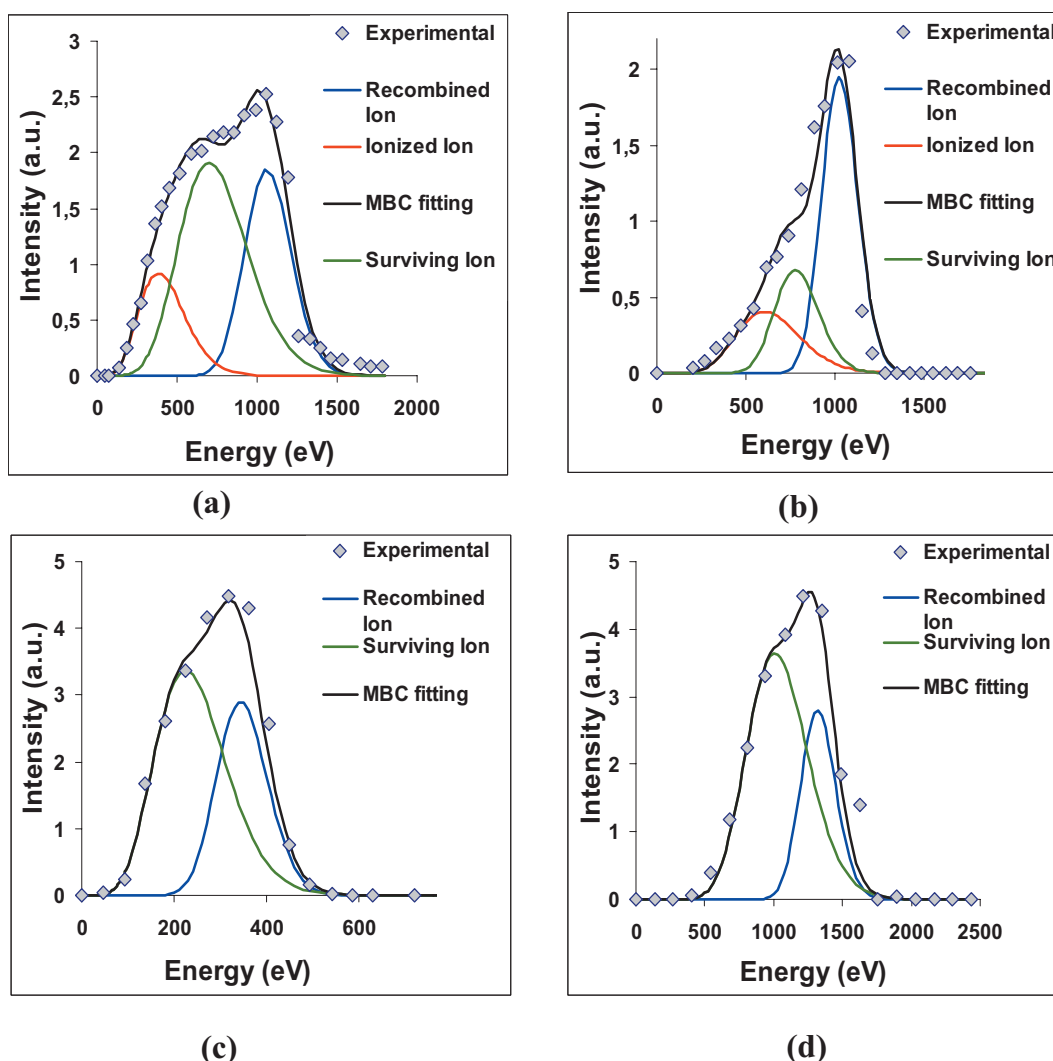 Experimental
Recombined
Ion
Ionized Ion
MBC fitting
Surviving Ion
Intensity (a.u.)
3
2,5
2
1,5
1
0,5
0
0 500 1000 1500 2000
Energy (eV)
(a)
Experimental
Recombined
Ion
Ionized Ion
MBC fitting
Surviving Ion
Intensity (a.u.)
2
1,5
1
0,5
0
0 500 1000 1500
Energy (eV)
(b)
Experimental
Recombined
Ion
Surviving Ion
MBC fitting
Intensity (a.u.)
5
4
3
2
1
0
0 200 400 600
Energy (eV)
(c)
Experimental
Recombined
Ion
Surviving Ion
MBC fitting
Intensity (a.u.)
5
4
3
2
1
0
0 500 1000 1500 2000 2500
Energy (eV)
(d)